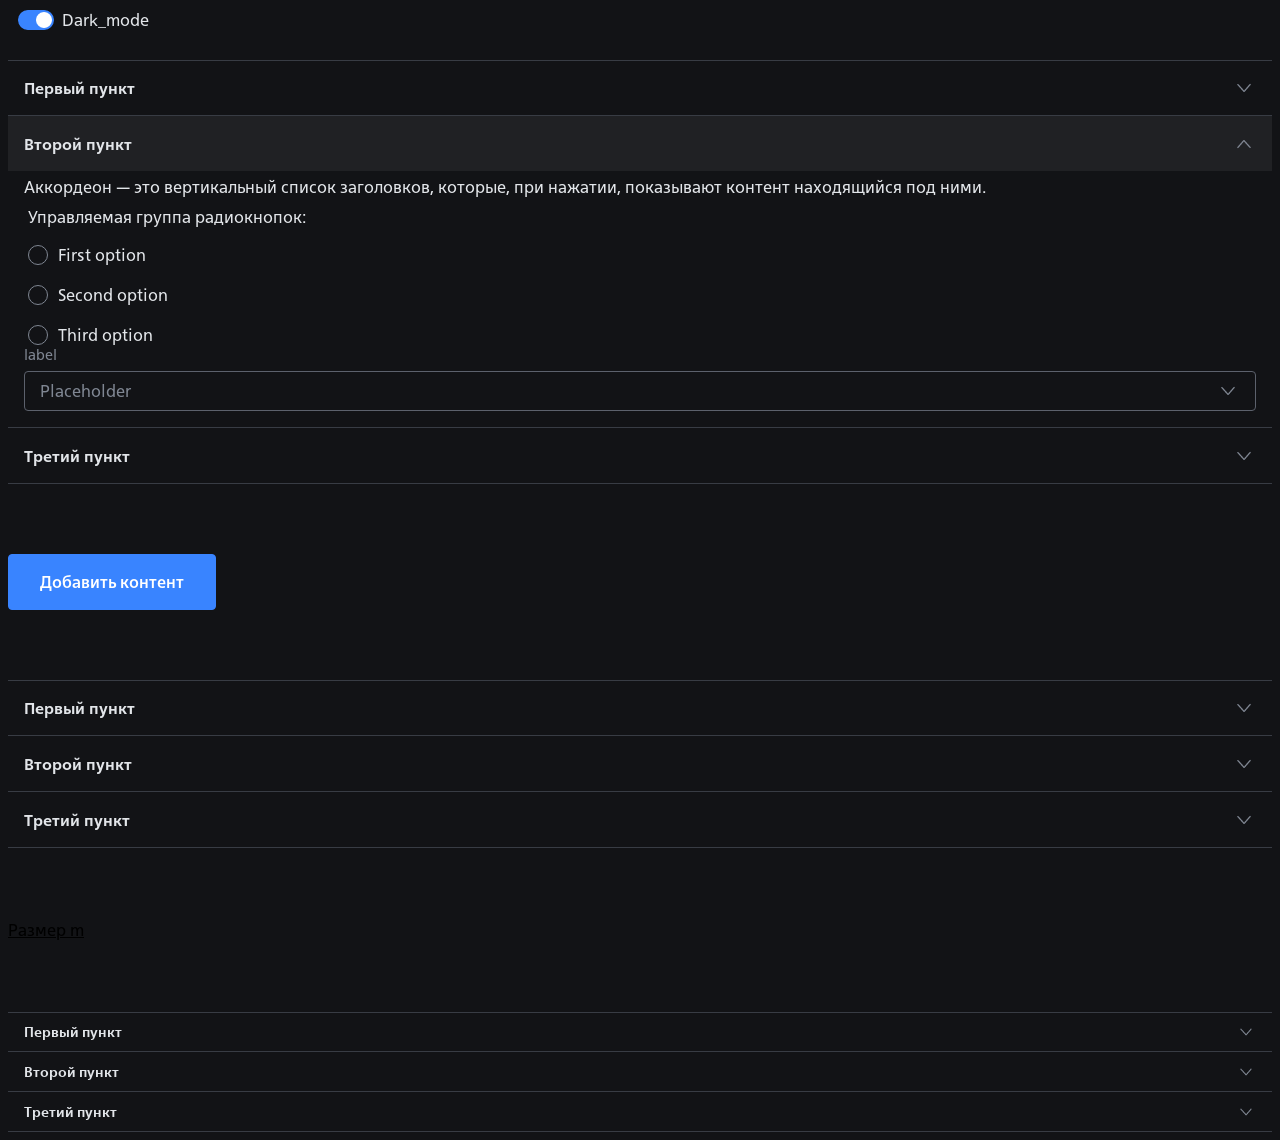 Dark_mode
Первый пункт
Второй пункт
Аккордеон — это вертикальный список заголовков, которые, при нажатии, показывают контент находящийся под ними.
Управляемая группа радиокнопок:
First option
Second option
Third option
label
Placeholder
Третий пункт
Добавить контент
Первый пункт
Второй пункт
Третий пункт
Размер m
Первый пункт
Второй пункт
Третий пункт